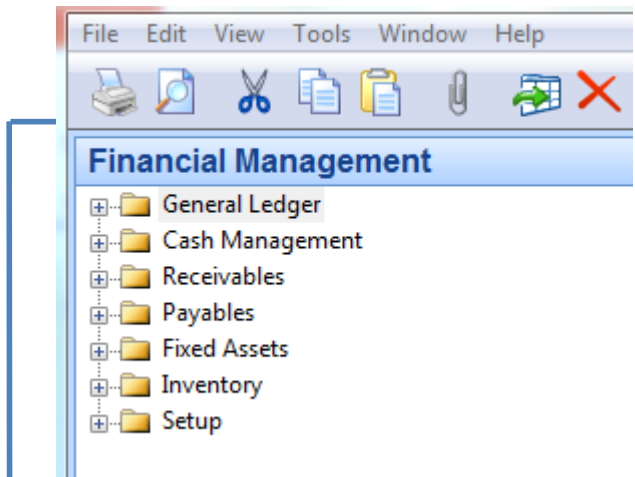 File Edit View Tools Window Help
Financial Management
General Ledger
Cash Management
Receivables
Payables
Fixed Assets
Inventory
Setup